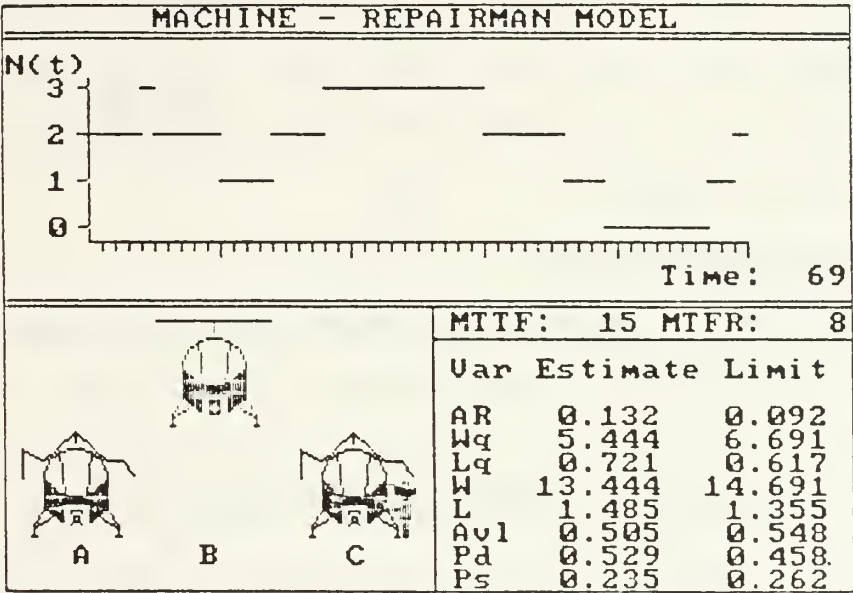 MACHINE - REPAIRMAN MODEL
N(t)
3
2
1
0
Time: 69
MTTF: 15 MTFR: 8
Var Estimate Limit
AR 0.132 0.092
Wq 5.444 6.691
Lq 0.721 0.617
W 13.444 14.691
L 1.485 1.355
Avl 0.505 0.548
Pd 0.529 0.458
Ps 0.235 0.262
A B C